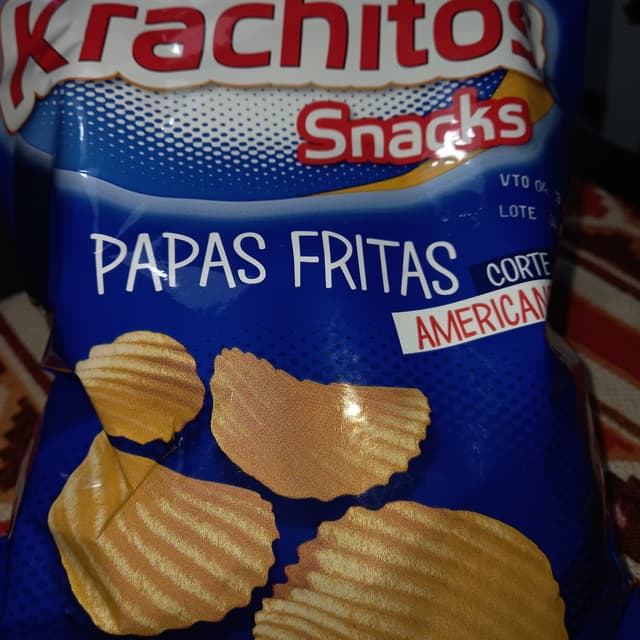 Krachitos
Snacks
VTO
LOTE
PAPAS FRITAS
CORTE
AMERICAN